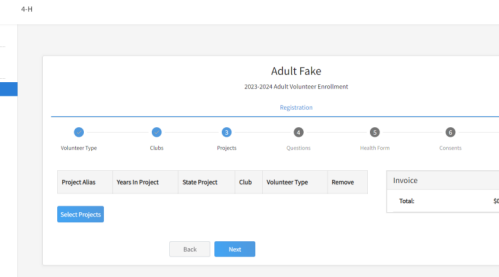 4-H
Adult Fake
2023-2024 Adult Volunteer Enrollment
Registration
3 4 5 6
Volunteer Type Clubs Projects Questions Health Form Consents
Project Alias Years In Project State Project Club Volunteer Type Remove
Invoice
Total:
Select Projects
Back Next